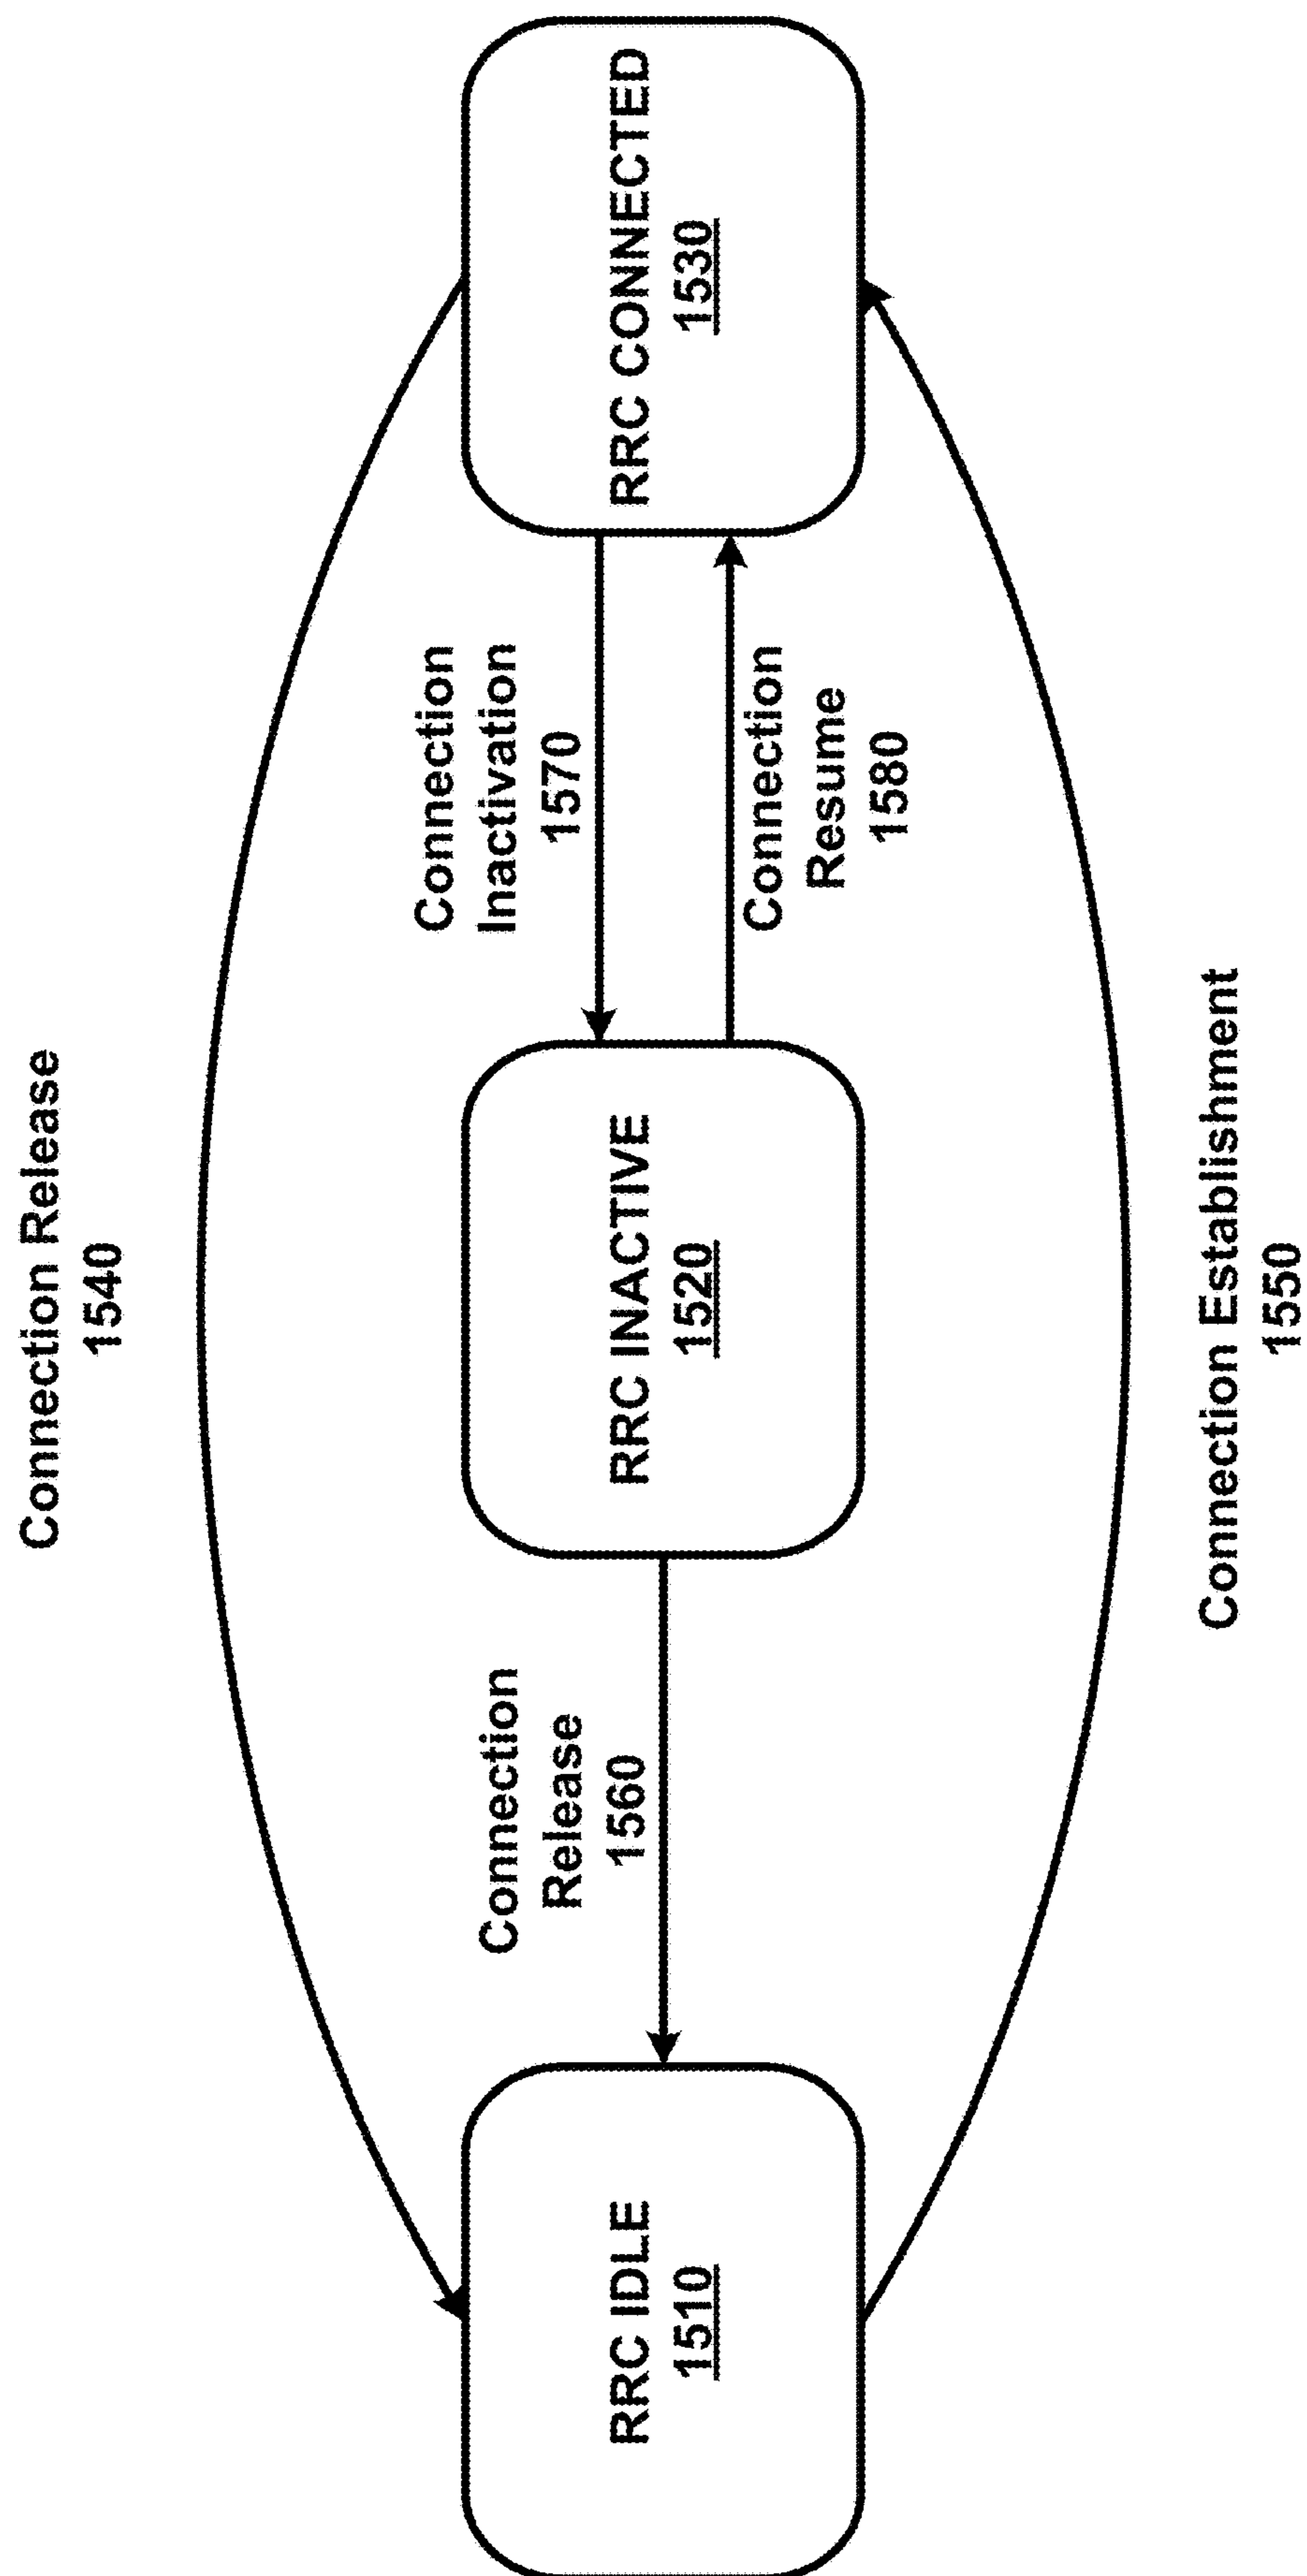 Connection Release
1540
RRC IDLE
1510
Connection
Release
1560
RRC INACTIVE
1520
Connection
Inactivation
1570
Connection
Resume
1580
RRC CONNECTED
1530
Connection Establishment
1550